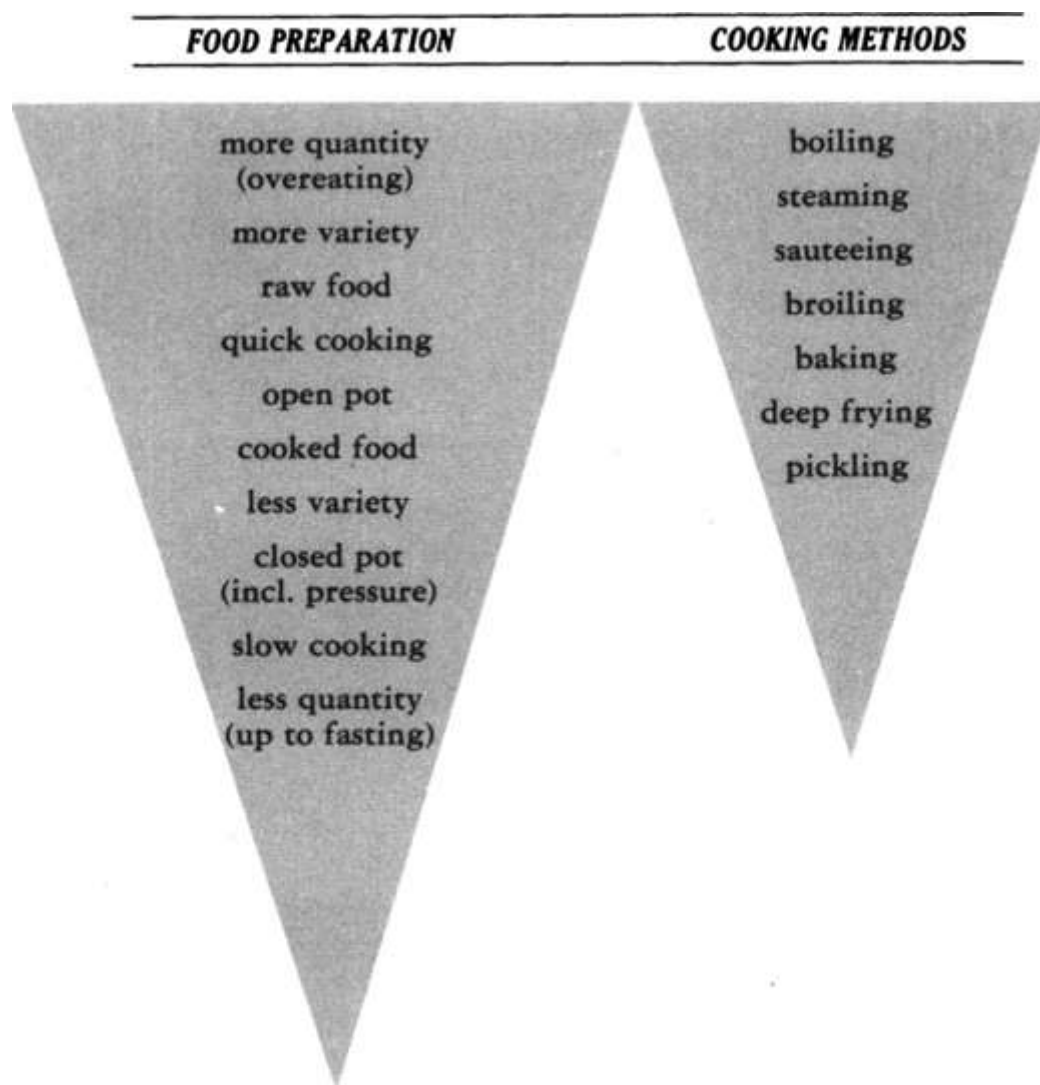 FOOD PREPARATION
more quantity
(overeating)
more variety
raw food
quick cooking
open pot
cooked food
less variety
closed pot
(incl. pressure)
slow cooking
less quantity
(up to fasting)
COOKING METHODS
boiling
steaming
sauteeing
broiling
baking
deep frying
pickling